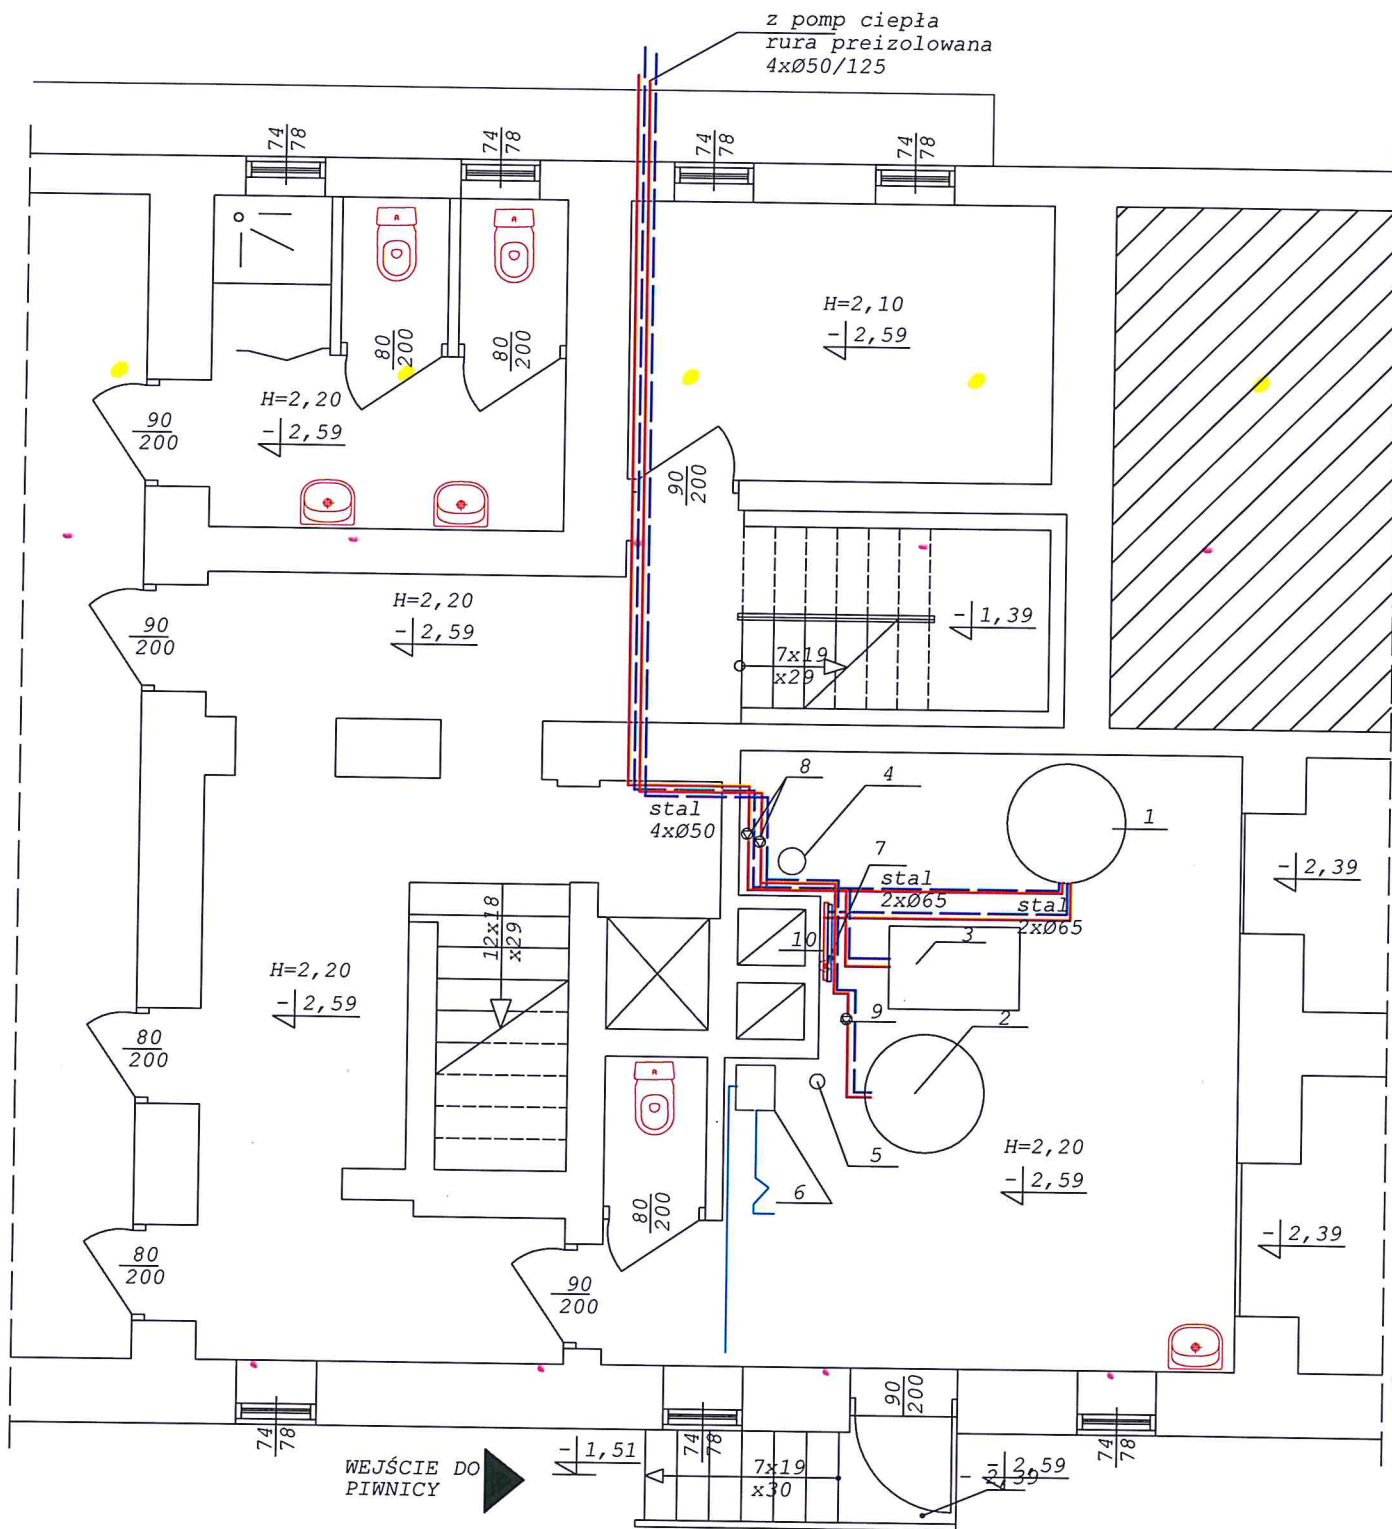 z pomp ciepła
rura preizolowana
4xØ50/125
74
78
74
78
74
78
74
78
A
A
80
200
80
200
H=2,10
-2,59
90
200
H=2,20
-2,59
90
200
H=2,20
-2,59
90
200
-1,39
7x19
x29
8
4
1
stal
4xØ50
7
stal
2xØ65
stal
2xØ65
-2,39
12x18
x29
10
3
H=2,20
-2,59
9
2
80
200
A
5
H=2,20
-2,59
6
80
200
-2,39
80
200
90
200
90
200
74
78
74
78
74
78
-1,51
WEJŚCIE DO
PIWNICY
7x19
x30
-2,59
-2,39